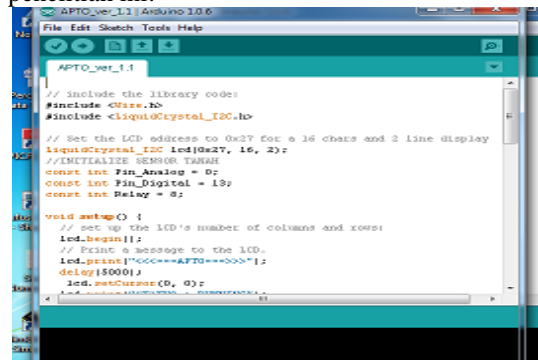 APTO_ver_1.1 | Arduino 1.0.6
File Edit Sketch Tools Help
APTO_ver_1.1
// include the library code:
#include <Wire.h>
#include <liquidCrystal_I2C.h>
// Set the LCD address to 0x27 for a 16 chars and 2 line display
liquidCrystal_I2C lcd(0x27, 16, 2);
//INITIALIZE SENSOR TANAH
const int Pin_Analog = 0;
const int Pin_Digital = 13;
const int Relay = 8;
void setup() {
// set up the LCD's number of columns and rows:
lcd.begin();
// Print a message to the LCD.
lcd.print("<<<===APTO===>>>");
delay(5000);
lcd.setCursor(0, 0);